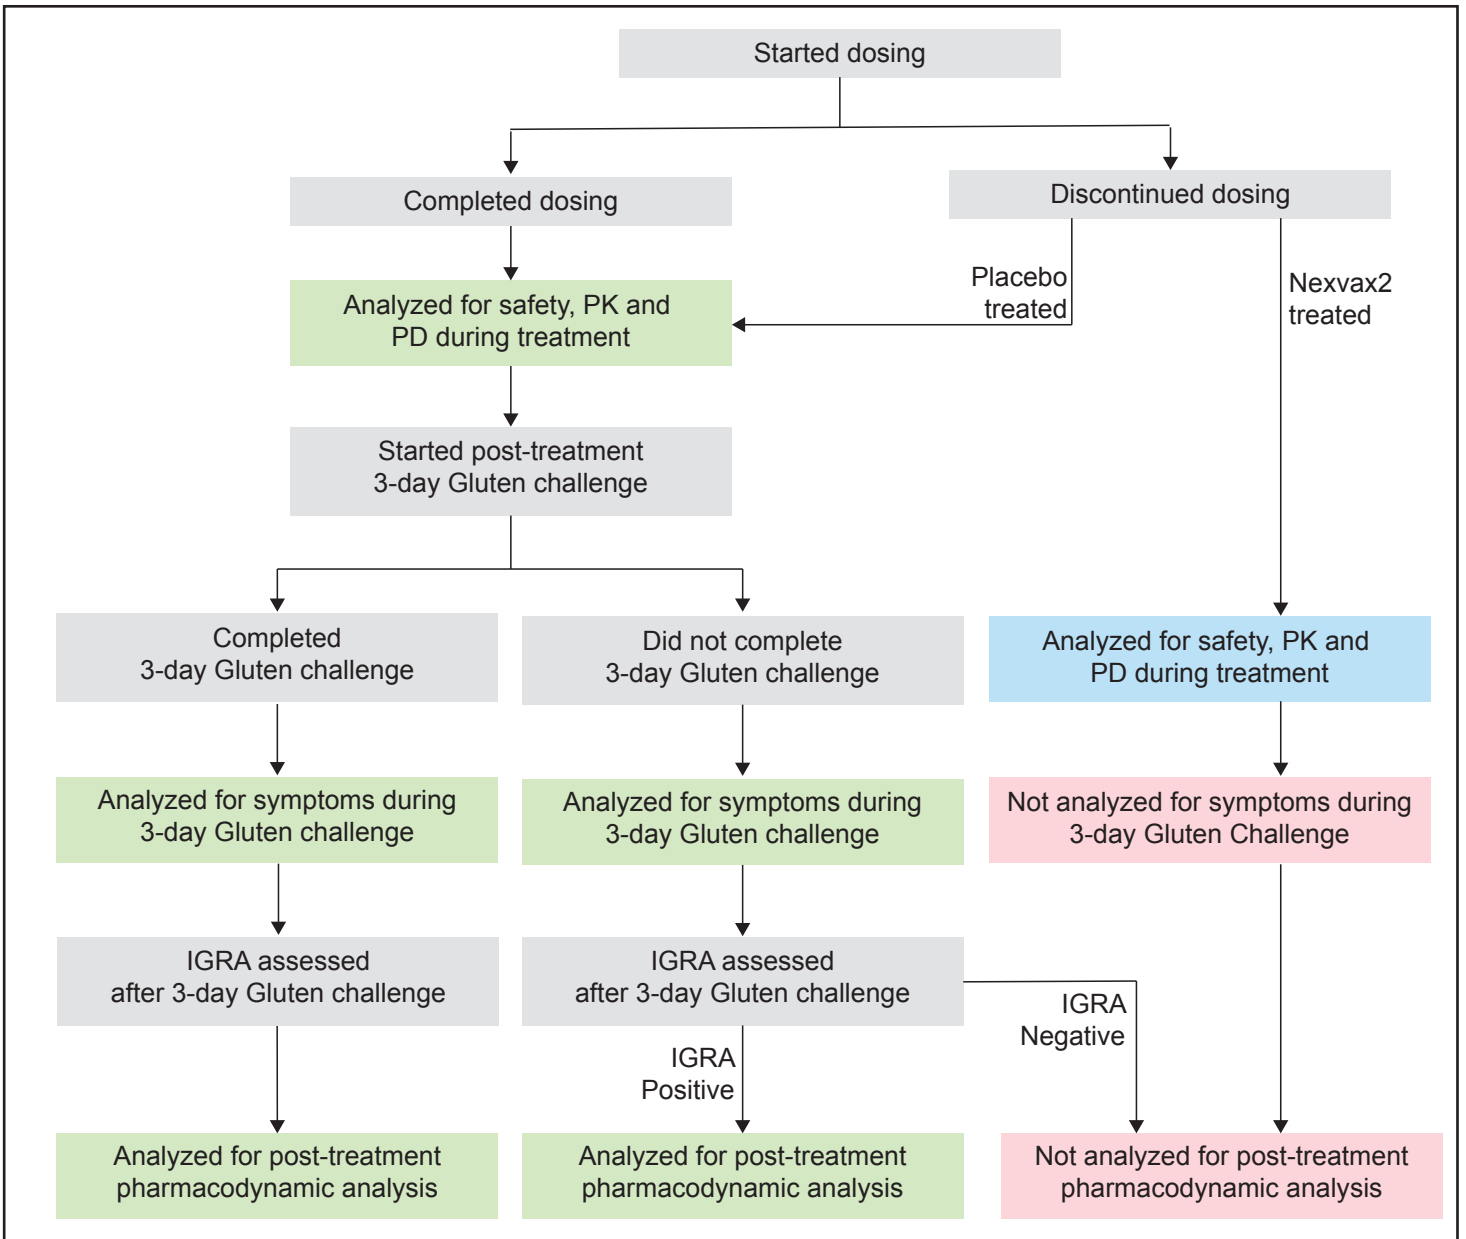 Started dosing
Completed dosing
Discontinued dosing
Placebo
treated
Nexvax2
treated
Analyzed for safety, PK and
PD during treatment
Started post-treatment
3-day Gluten challenge
Completed
3-day Gluten challenge
Did not complete
3-day Gluten challenge
Analyzed for safety, PK and
PD during treatment
Analyzed for symptoms during
3-day Gluten challenge
Analyzed for symptoms during
3-day Gluten challenge
Not analyzed for symptoms during
3-day Gluten Challenge
IGRA assessed
after 3-day Gluten challenge
IGRA assessed
after 3-day Gluten challenge
IGRA
Negative
IGRA
Positive
Analyzed for post-treatment
pharmacodynamic analysis
Analyzed for post-treatment
pharmacodynamic analysis
Not analyzed for post-treatment
pharmacodynamic analysis